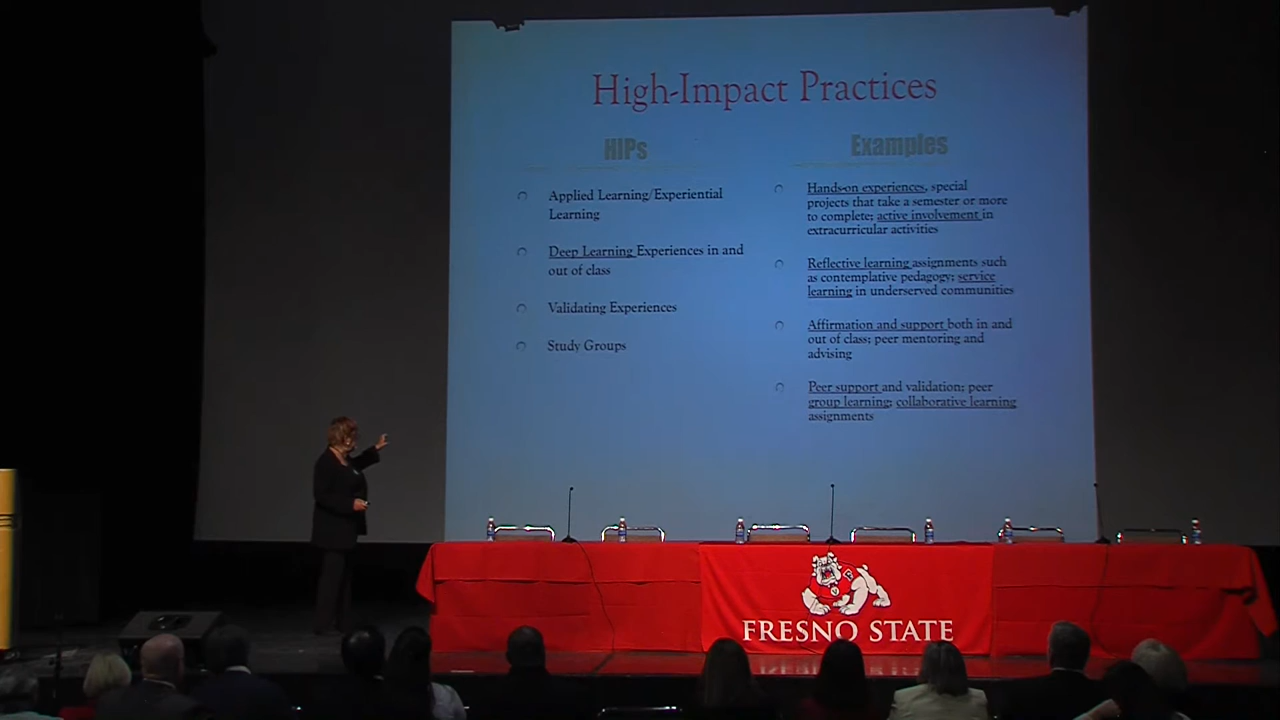 High-Impact Practices
HIPs
Applied Learning/Experiential
Learning
Deep Learning Experiences in and
out of class
Validating Experiences
Study Groups
Examples
Hands-on experiences, special
projects that take a semester or more
to complete; active involvement in
extracurricular activities
Reflective learning assignments such
as contemplative pedagogy; service
learning in underserved communities
Affirmation and support both in and
out of class; peer mentoring and
advising
Peer support and validation; peer
group learning; collaborative learning
assignments
FRESNO STATE